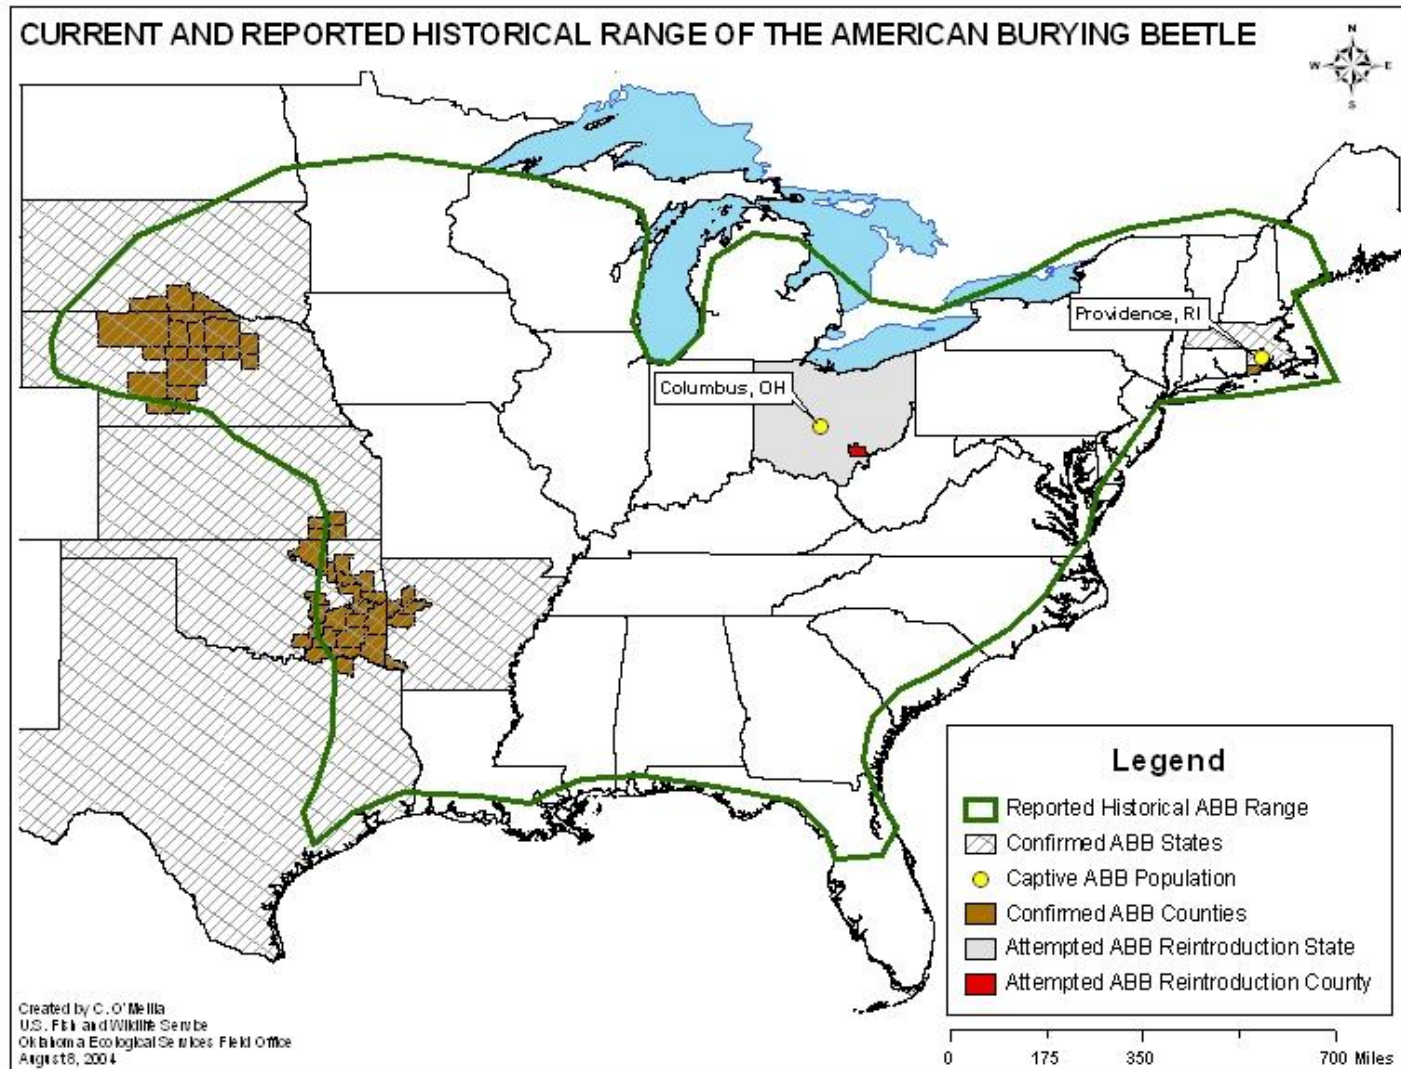 CURRENT AND REPORTED HISTORICAL RANGE OF THE AMERICAN BURYING BEETLE
N
W E
S
Providence, RI
Columbus, OH
Legend
Reported Historical ABB Range
Confirmed ABB States
Captive ABB Population
Confirmed ABB Counties
Attempted ABB Reintroduction State
Attempted ABB Reintroduction County
Created by C. O'Meilia
U.S. Fish and Wildlife Service
Oklahoma Ecological Services Field Office
August 8, 2004
0 175 350 700 Miles